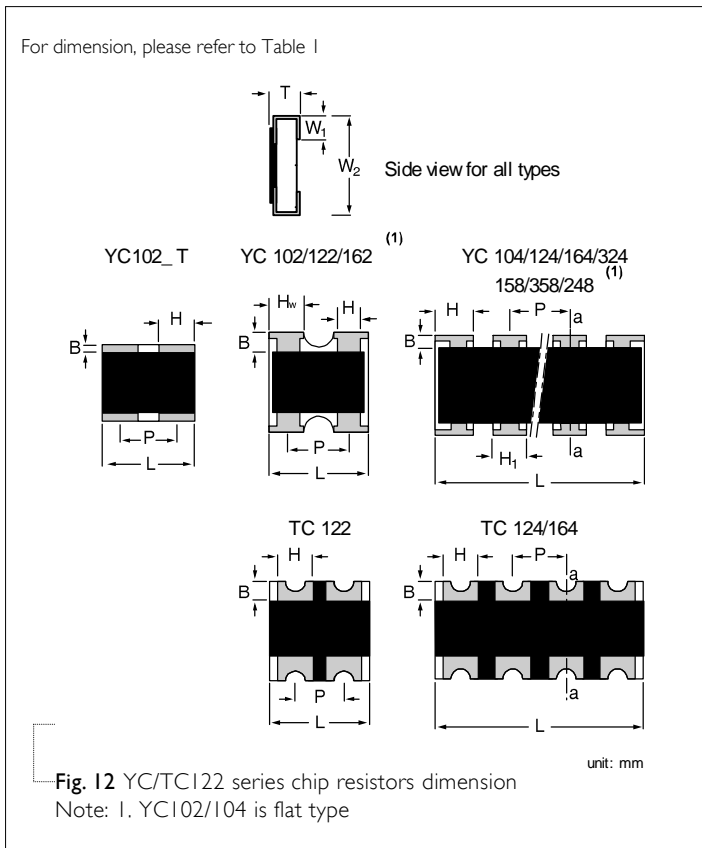 For dimension, please refer to Table 1
T
W1
W2
Side view for all types
YC102_ T
YC 102/122/162 (1)
YC 104/124/164/324
158/358/248 (1)
H
B
P
L
Hw
H
B
P
L
H
P
a
B
H1
a
L
TC 122
TC 124/164
H
B
P
L
H
P
a
B
a
L
unit: mm
Fig. 12 YC/TC122 series chip resistors dimension
Note: 1. YC102/104 is flat type